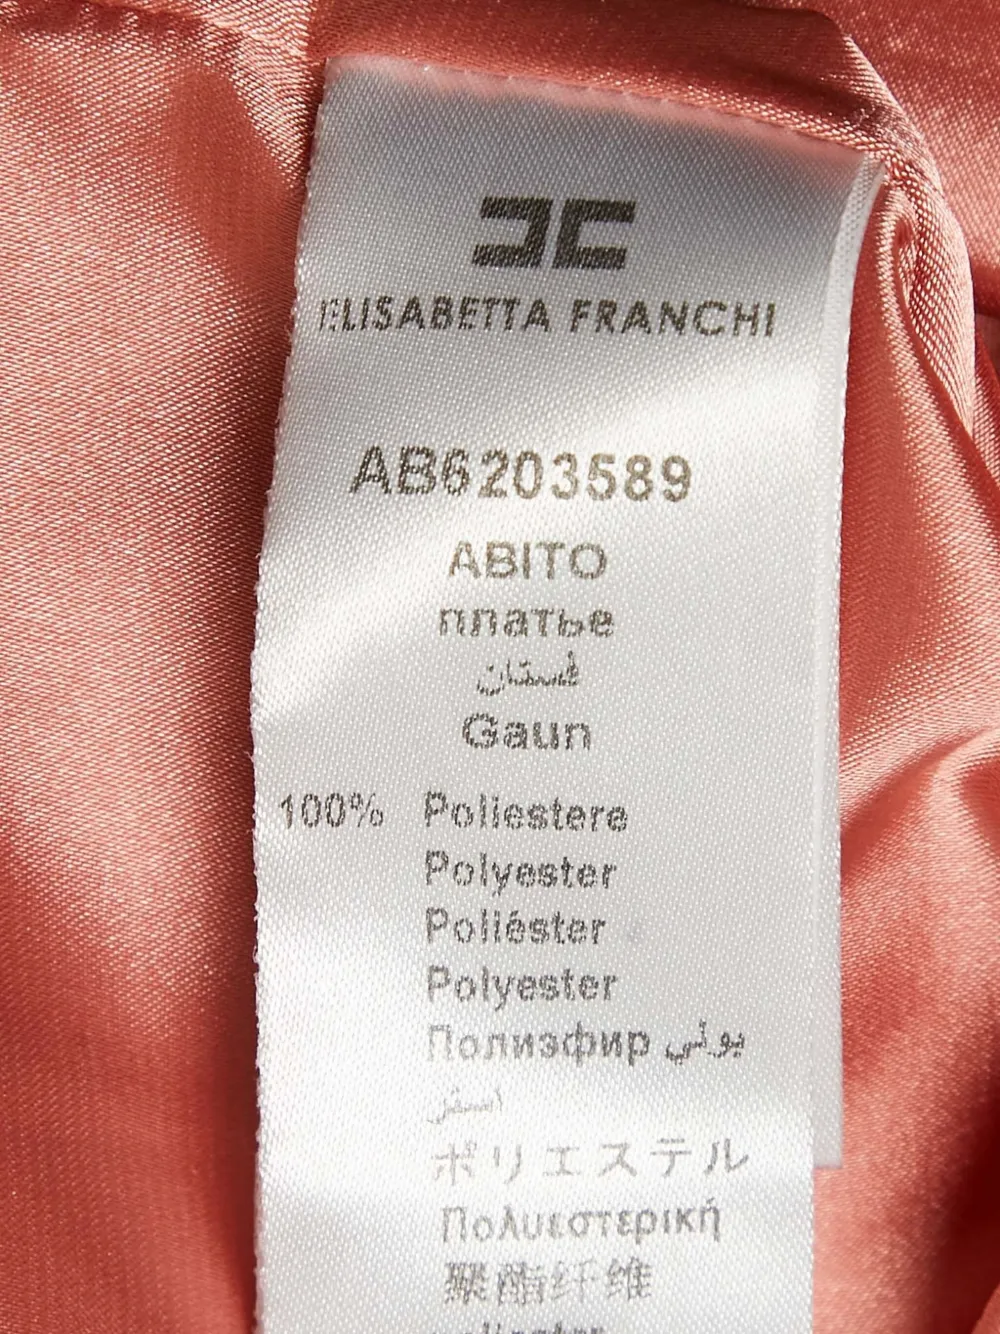 ELISABETTA FRANCHI
AB6203589
ABITO
платье
فستان
Gaun
100% Poliestere
Polyester
Poliéster
Polyester
Полиэфир بولي
استر
ポリエステル
Πολυεστερική
聚酯纤维
poliester